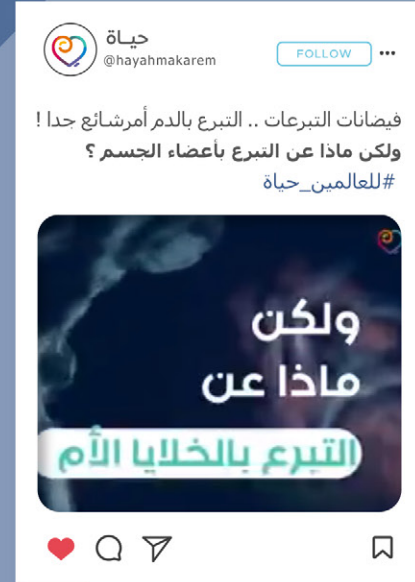 حياة
@hayahmakarem
FOLLOW
فيضانات التبرعات .. التبرع بالدم أمرشائع جدا !
ولكن ماذا عن التبرع بأعضاء الجسم ؟
#للعالمين_حياة
ولكن
ماذا عن
التبرع بالخلايا الأم